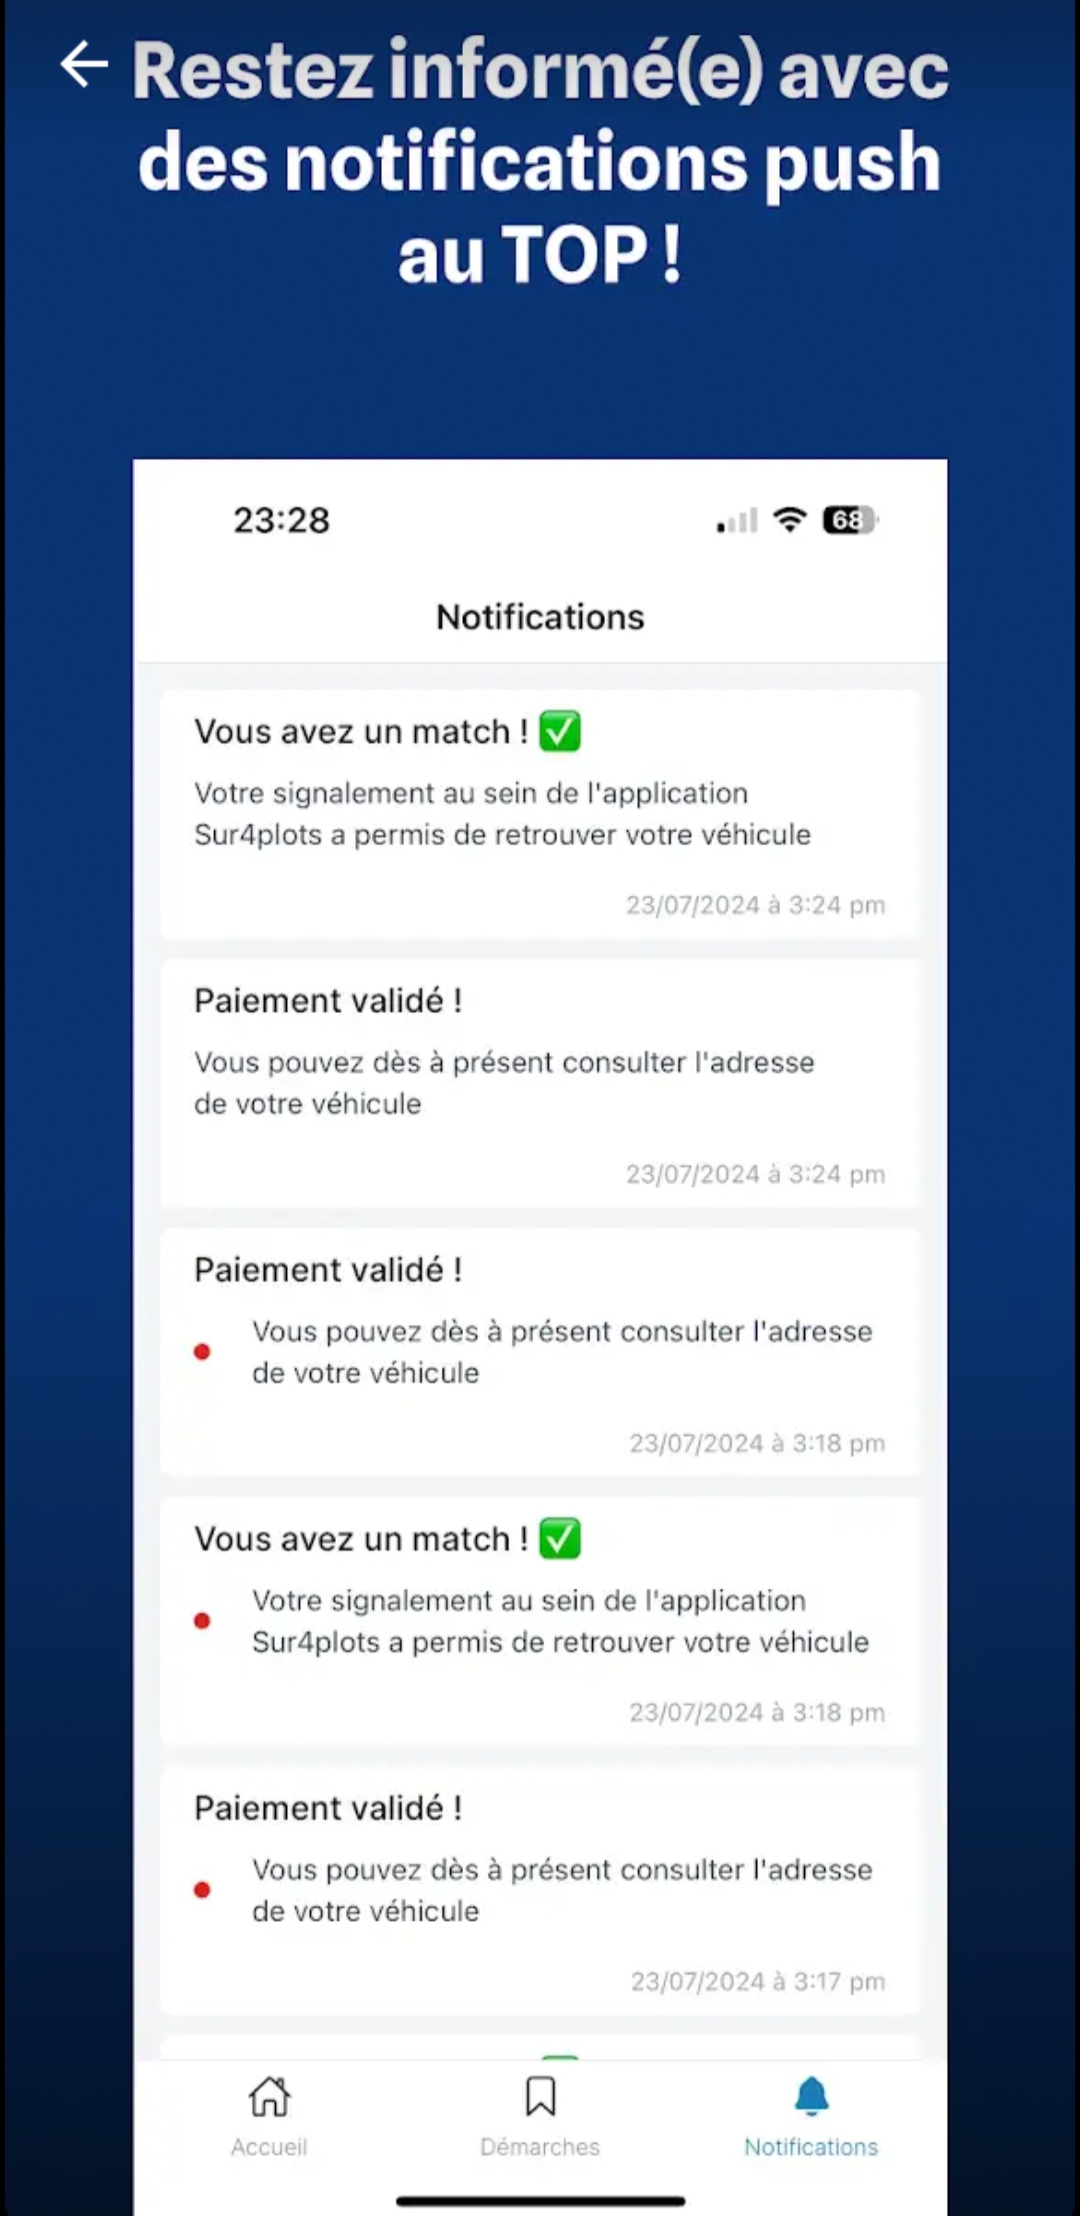 Restez informé(e) avec
des notifications push
au TOP !
23:28
68
Notifications
Vous avez un match ! ✅
Votre signalement au sein de l'application
Sur4plots a permis de retrouver votre véhicule
23/07/2024 à 3:24 pm
Paiement validé !
Vous pouvez dès à présent consulter l'adresse
de votre véhicule
23/07/2024 à 3:24 pm
Paiement validé !
Vous pouvez dès à présent consulter l'adresse
de votre véhicule
23/07/2024 à 3:18 pm
Vous avez un match ! ✅
Votre signalement au sein de l'application
Sur4plots a permis de retrouver votre véhicule
23/07/2024 à 3:18 pm
Paiement validé !
Vous pouvez dès à présent consulter l'adresse
de votre véhicule
23/07/2024 à 3:17 pm
Accueil
Démarches
Notifications